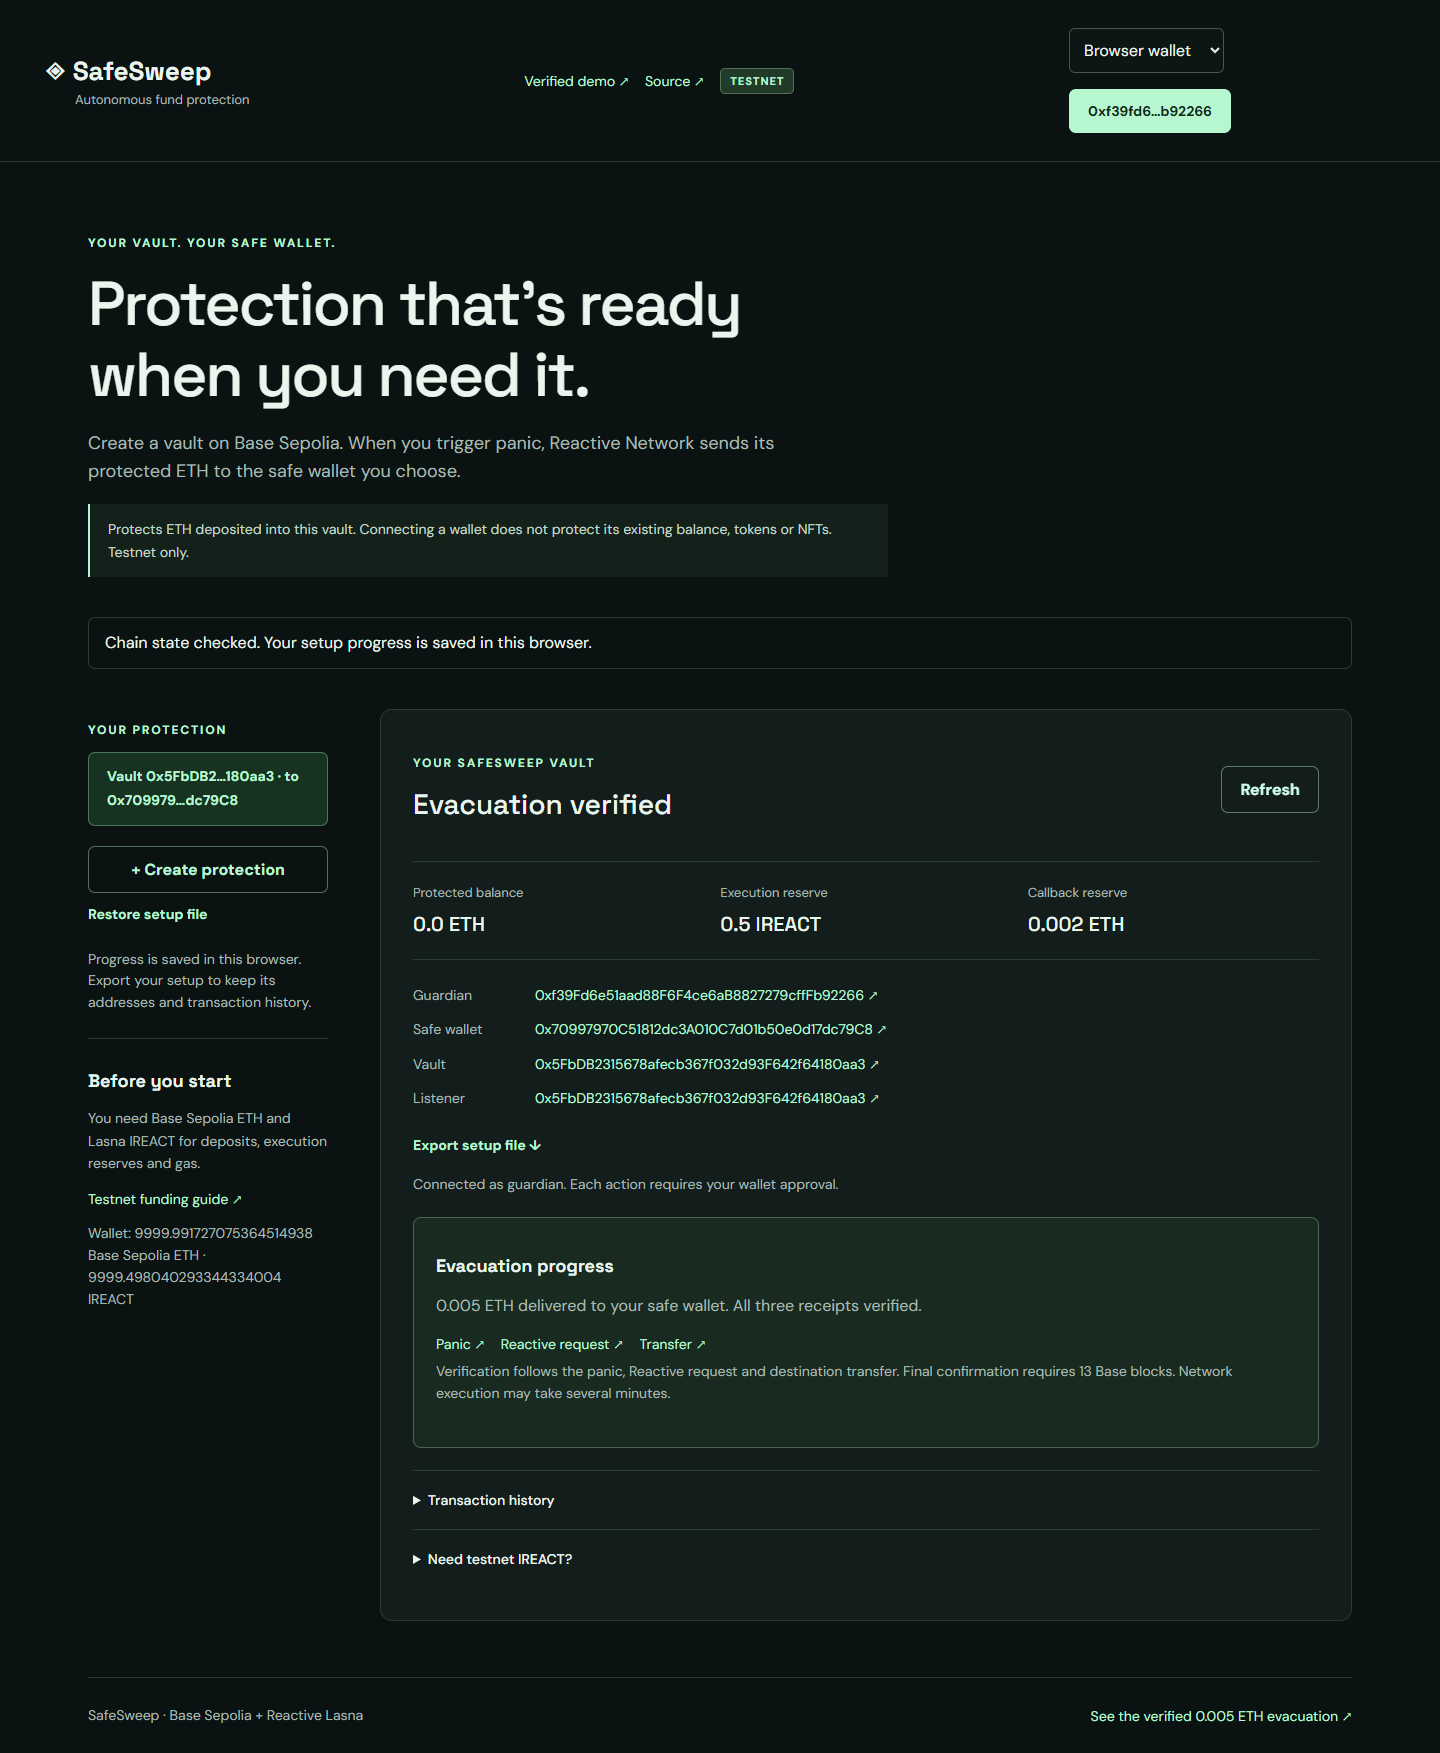 SafeSweep
Autonomous fund protection
Verified demo ↗ Source ↗ TESTNET
Browser wallet
0xf39fd6…b92266
YOUR VAULT. YOUR SAFE WALLET.
Protection that’s ready
when you need it.
Create a vault on Base Sepolia. When you trigger panic, Reactive Network sends its
protected ETH to the safe wallet you choose.
Protects ETH deposited into this vault. Connecting a wallet does not protect its existing balance, tokens or NFTs.
Testnet only.
Chain state checked. Your setup progress is saved in this browser.
YOUR PROTECTION
Vault 0x5FbDB2…180aa3 · to
0x709979…dc79C8
+ Create protection
Restore setup file
Progress is saved in this browser.
Export your setup to keep its
addresses and transaction history.
Before you start
You need Base Sepolia ETH and
Lasna lREACT for deposits, execution
reserves and gas.
Testnet funding guide ↗
Wallet: 9999.991727075364514938
Base Sepolia ETH ·
9999.498040293344334004
lREACT
YOUR SAFESWEEP VAULT
Evacuation verified
Refresh
Protected balance
0.0 ETH
Execution reserve
0.5 lREACT
Callback reserve
0.002 ETH
Guardian 0xf39Fd6e51aad88F6F4ce6aB8827279cffFb92266 ↗
Safe wallet 0x70997970C51812dc3A010C7d01b50e0d17dc79C8 ↗
Vault 0x5FbDB2315678afecb367f032d93F642f64180aa3 ↗
Listener 0x5FbDB2315678afecb367f032d93F642f64180aa3 ↗
Export setup file ↓
Connected as guardian. Each action requires your wallet approval.
Evacuation progress
0.005 ETH delivered to your safe wallet. All three receipts verified.
Panic ↗ Reactive request ↗ Transfer ↗
Verification follows the panic, Reactive request and destination transfer. Final confirmation requires 13 Base blocks. Network
execution may take several minutes.
Transaction history
Need testnet lREACT?
SafeSweep · Base Sepolia + Reactive Lasna
See the verified 0.005 ETH evacuation ↗